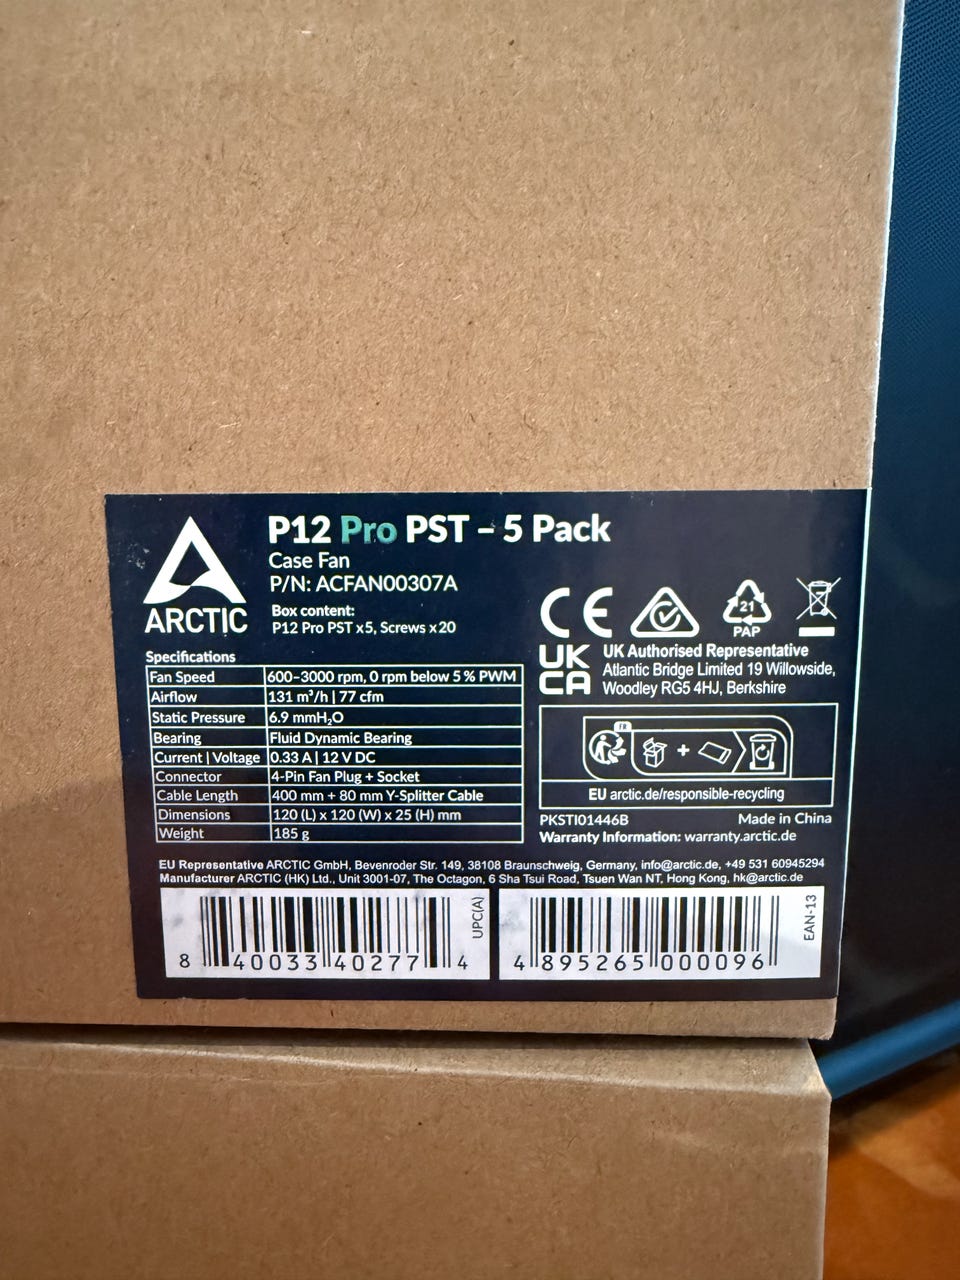 P12 Pro PST – 5 Pack
Case Fan
P/N: ACFAN00307A
Box content:
P12 Pro PST x5, Screws x20
ARCTIC
Specifications
Fan Speed 600–3000 rpm, 0 rpm below 5 % PWM
Airflow 131 m³/h | 77 cfm
Static Pressure 6.9 mmH₂O
Bearing Fluid Dynamic Bearing
Current | Voltage 0.33 A | 12 V DC
Connector 4-Pin Fan Plug + Socket
Cable Length 400 mm + 80 mm Y-Splitter Cable
Dimensions 120 (L) x 120 (W) x 25 (H) mm
Weight 185 g
CE
21
PAP
UK
CA
UK Authorised Representative
Atlantic Bridge Limited 19 Willowside,
Woodley RG5 4HJ, Berkshire
FR
+
EU arctic.de/responsible-recycling
PKSTI01446B Made in China
Warranty Information: warranty.arctic.de
EU Representative ARCTIC GmbH, Bevenroder Str. 149, 38108 Braunschweig, Germany, info@arctic.de, +49 531 60945294
Manufacturer ARCTIC (HK) Ltd., Unit 3001-07, The Octagon, 6 Sha Tsui Road, Tsuen Wan NT, Hong Kong, hk@arctic.de
UPC(A)
8 40033 40277 4
EAN-13
4 895265 000096